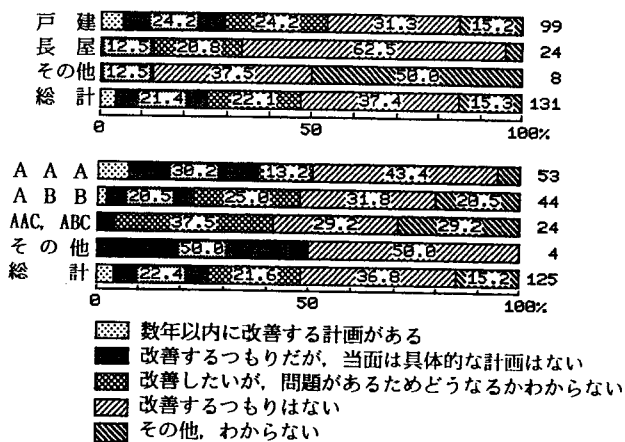 戸建 24.2 24.2 31.3 15.2 99
長屋 12.5 20.8 62.5 24
その他 12.5 37.5 50.0 8
総計 21.4 22.1 37.4 15.3 131
0 50 100%
AAA 30.2 13.2 43.4 53
ABB 20.5 25.0 31.8 20.5 44
AAC, ABC 37.5 29.2 29.2 24
その他 50.0 50.0 4
総計 22.4 21.6 36.8 15.2 125
0 50 100%
数年以内に改善する計画がある
改善するつもりだが，当面は具体的な計画はない
改善したいが，問題があるためどうなるかわからない
改善するつもりはない
その他，わからない